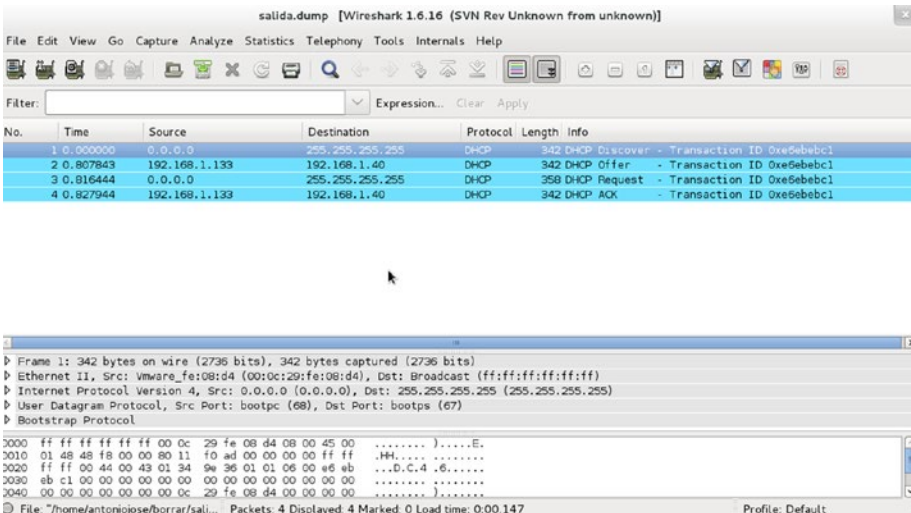 salida.dump [Wireshark 1.6.16 (SVN Rev Unknown from unknown)]
File Edit View Go Capture Analyze Statistics Telephony Tools Internals Help
Filter: Expression... Clear Apply
No. Time Source Destination Protocol Length Info
1 0.000000 0.0.0.0 255.255.255.255 DHCP 342 DHCP Discover - Transaction ID 0xe6ebebc1
2 0.807843 192.168.1.133 192.168.1.40 DHCP 342 DHCP Offer - Transaction ID 0xe6ebebc1
3 0.816444 0.0.0.0 255.255.255.255 DHCP 358 DHCP Request - Transaction ID 0xe6ebebc1
4 0.827944 192.168.1.133 192.168.1.40 DHCP 342 DHCP ACK - Transaction ID 0xe6ebebc1
Frame 1: 342 bytes on wire (2736 bits), 342 bytes captured (2736 bits)
Ethernet II, Src: Vmware_fe:08:d4 (00:0c:29:fe:08:d4), Dst: Broadcast (ff:ff:ff:ff:ff:ff)
Internet Protocol Version 4, Src: 0.0.0.0 (0.0.0.0), Dst: 255.255.255.255 (255.255.255.255)
User Datagram Protocol, Src Port: bootpc (68), Dst Port: bootps (67)
Bootstrap Protocol
0000 ff ff ff ff ff ff 00 0c 29 fe 08 d4 08 00 45 00 ........ ).....E.
0010 01 48 48 f8 00 00 80 11 f0 ad 00 00 00 00 ff ff .HH..... ........
0020 ff ff 00 44 00 43 01 34 9e 36 01 01 06 00 e6 eb ...D.C.4 .6......
0030 eb c1 00 00 00 00 00 00 00 00 00 00 00 00 00 00 ........ ........
0040 00 00 00 00 00 00 00 0c 29 fe 08 d4 00 00 00 00 ........ ).......
File: "/home/antoniojose/borrar/sali... Packets: 4 Displayed: 4 Marked: 0 Load time: 0:00.147 Profile: Default